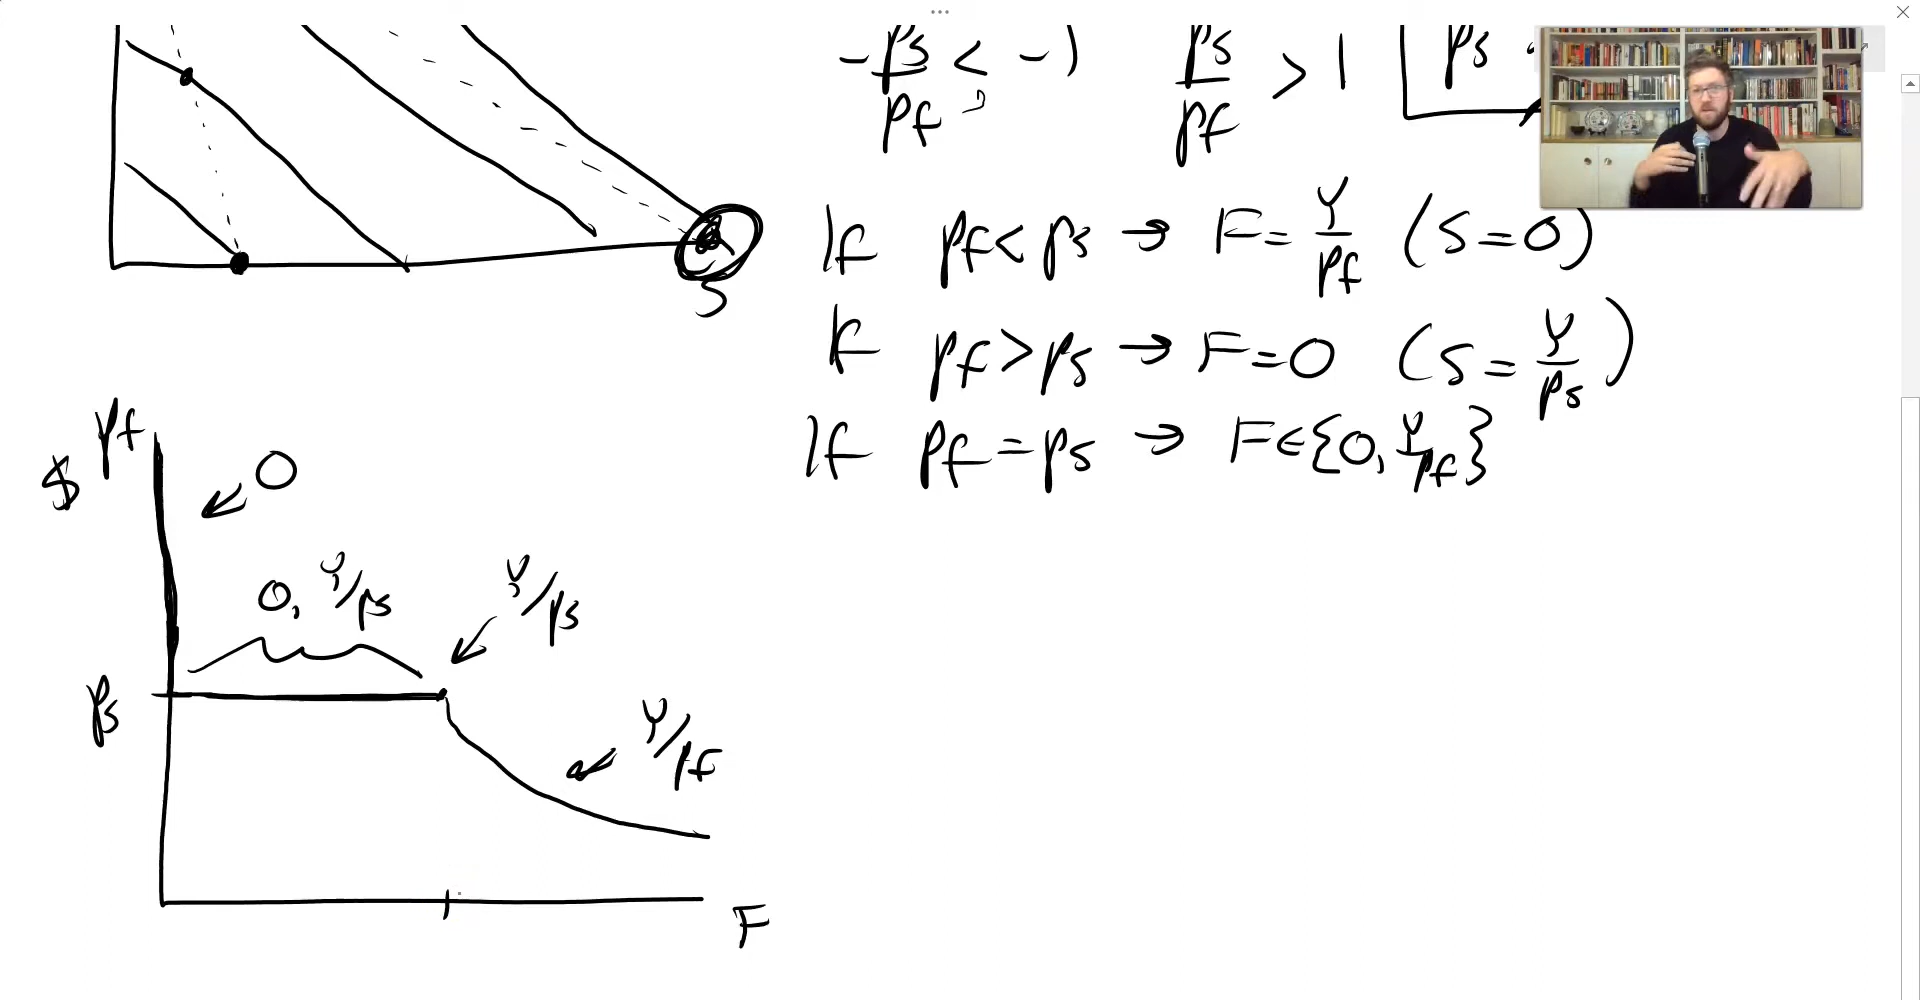 -ps/pf < -1
ps/pf > 1
ps
If pf < ps → F = Y/pf (S = 0)
If pf > ps → F = 0 (S = Y/ps)
If pf = ps → F ∈ {0, Y/pf}
S
pf
$
0
0, Y/ps
Y/ps
ps
Y/pf
F